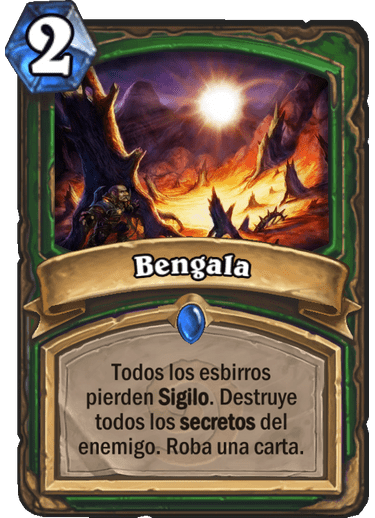 2
Bengala
Todos los esbirros
pierden Sigilo. Destruye
todos los secretos del
enemigo. Roba una carta.